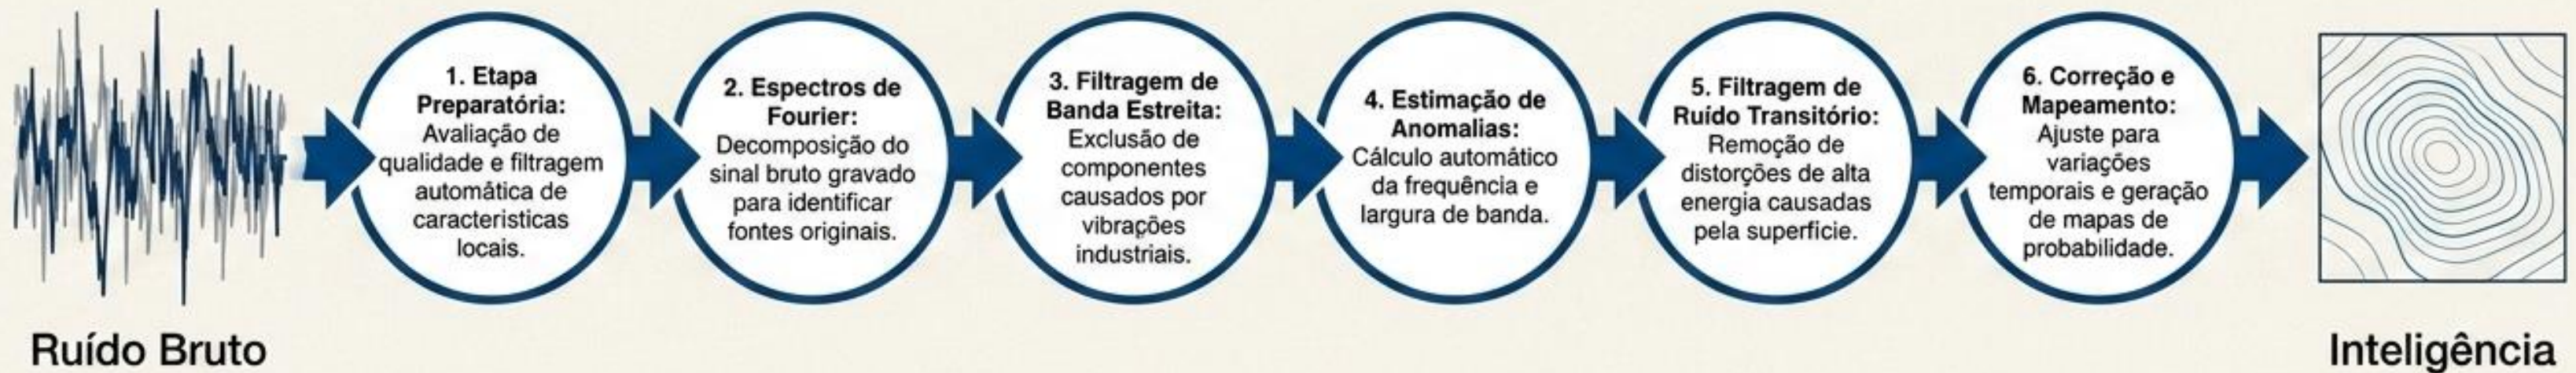 1. Etapa
Preparatória:
Avaliação de
qualidade e filtragem
automática de
caracteristicas
locais.
2. Espectros de
Fourier:
Decomposição do
sinal bruto gravado
para identificar
fontes originais.
3. Filtragem de
Banda Estreita:
Exclusão de
componentes
causados por
vibrações
industriais.
4. Estimação de
Anomalias:
Cálculo automático
da frequência e
largura de banda.
5. Filtragem de
Ruído Transitório:
Remoção de
distorções de alta
energia causadas
pela superficie.
6. Correção e
Mapeamento:
Ajuste para
variações
temporais e geração
de mapas de
probabilidade.
Ruído Bruto
Inteligência